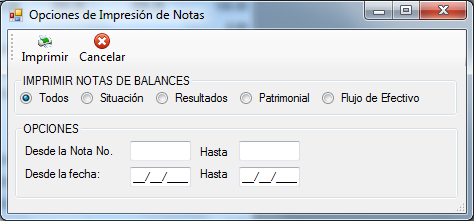 Opciones de Impresión de Notas
Imprimir Cancelar
IMPRIMIR NOTAS DE BALANCES
Todos Situación Resultados Patrimonial Flujo de Efectivo
OPCIONES
Desde la Nota No. Hasta
Desde la fecha: __/__/____ Hasta __/__/____